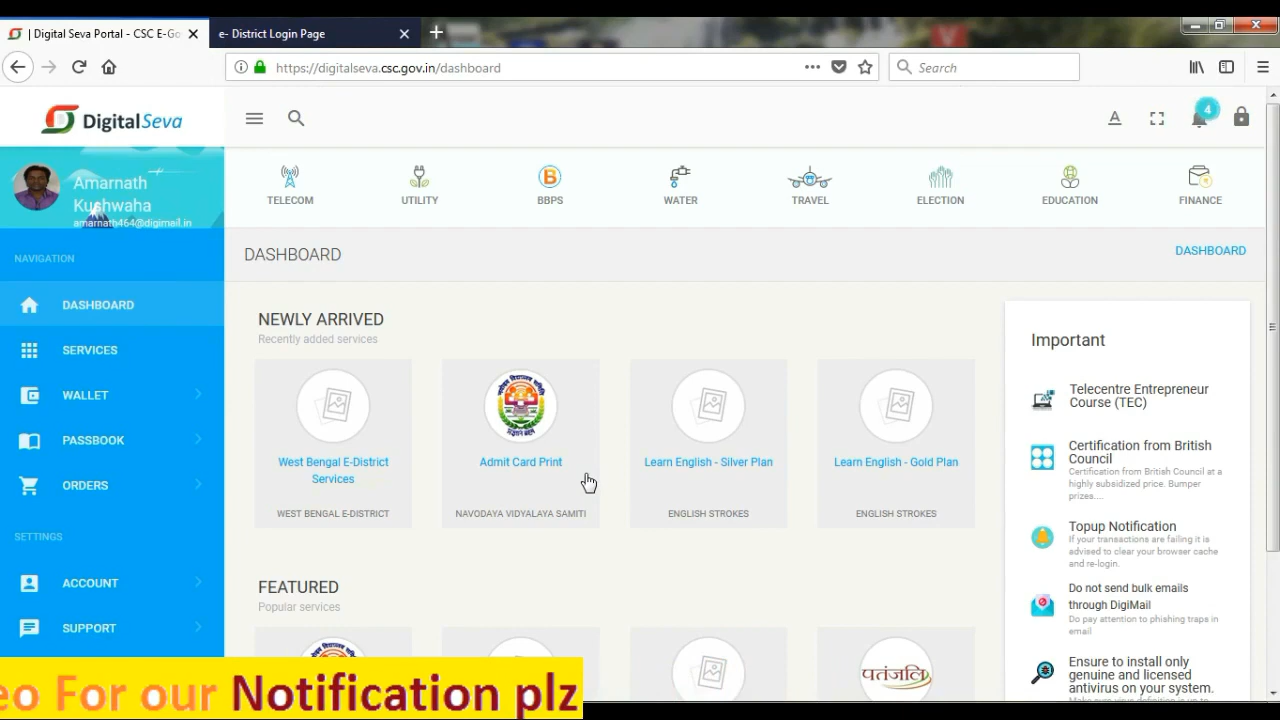 | Digital Seva Portal - CSC E-Go
e- District Login Page
https://digitalseva.csc.gov.in/dashboard
Search
DigitalSeva
4
Amarnath
Kushwaha
amarnath464@digimail.in
TELECOM
UTILITY
BBPS
WATER
TRAVEL
ELECTION
EDUCATION
FINANCE
NAVIGATION
DASHBOARD
SERVICES
WALLET
PASSBOOK
ORDERS
SETTINGS
ACCOUNT
SUPPORT
DASHBOARD
DASHBOARD
NEWLY ARRIVED
Recently added services
West Bengal E-District
Services
WEST BENGAL E-DISTRICT
Admit Card Print
NAVODAYA VIDYALAYA SAMITI
Learn English - Silver Plan
ENGLISH STROKES
Learn English - Gold Plan
ENGLISH STROKES
FEATURED
Popular services
पतंजलि
Important
Telecentre Entrepreneur
Course (TEC)
Certification from British
Council
Certification from British Council at a
highly subsidized price. Bumper
prizes....
Topup Notification
If your transactions are failing it is
advised to clear your browser cache
and re-login.
Do not send bulk emails
through DigiMail
Do pay attention to phishing traps in
email
Ensure to install only
genuine and licensed
antivirus on your system.
eo For our Notification plz